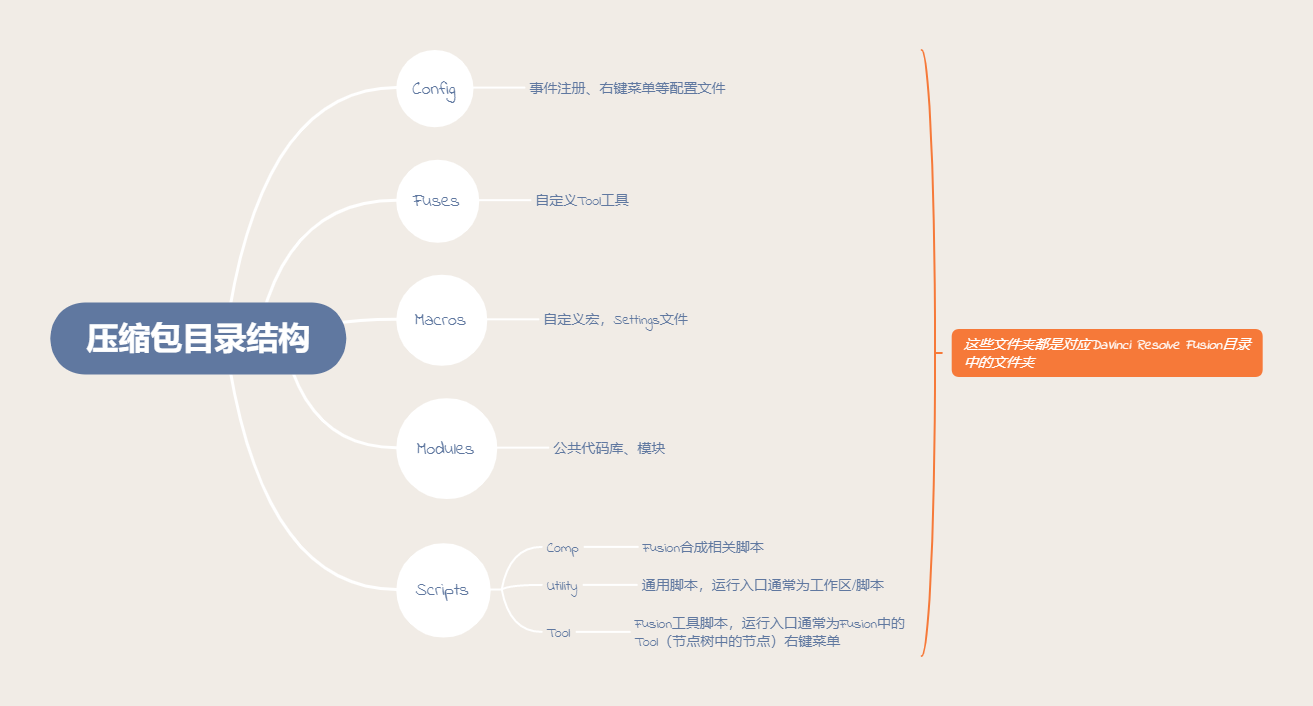 压缩包目录结构
Config
事件注册、右键菜单等配置文件
Fuses
自定义Tool工具
Macros
自定义宏，Settings文件
Modules
公共代码库、模块
Scripts
Comp
Fusion合成相关脚本
Utility
通用脚本，运行入口通常为工作区/脚本
Tool
Fusion工具脚本，运行入口通常为Fusion中的
Tool（节点树中的节点）右键菜单
这些文件夹都是对应DaVinci Resolve Fusion目录
中的文件夹